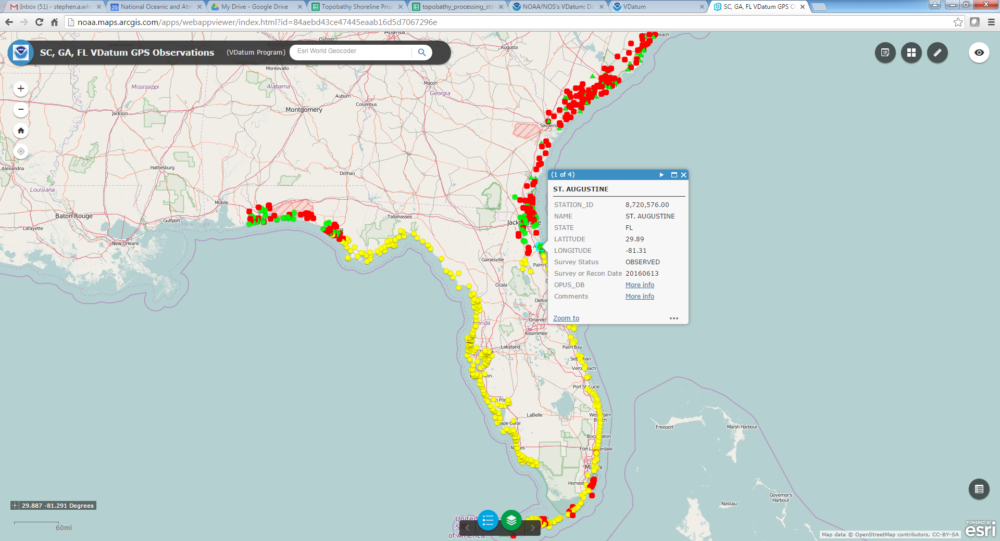 Inbox (51) - stephen.a.wh
National Oceanic and Atm
My Drive - Google Drive
Topobathy Shoreline Prio
topobathy_processing_sta
NOAA/NOS's VDatum: Do
VDatum
SC, GA, FL VDatum GPS O
noaa.maps.arcgis.com/apps/webappviewer/index.html?id=84aebd43ce47445eaab16d5d7067296e
SC, GA, FL VDatum GPS Observations
(VDatum Program)
Esri World Geocoder
Atlanta
Oxford
Augusta
Beach
Montevallo
Mississippi
Alabama
Macon
Georgia
Auburn
Columbus
Montgomery
Jackson
Savanna
Alexandria
Hattiesburg
Dothan
Louisiana
Mobile
Baton Rouge
Gulfport
Tallahassee
Lafayette
New Orleans
Gainesville
Palm C
Ocala
Delton
Orlando
Kissimmee
Florida
Lakeland
Palm Bay
Sebastian
Vero Beach
Port St. Lucie
LaBelle
West Palm
Beach
Cape Coral
Boca Raton
Naples
Fort Lauderdale
Miami
Homest
Freeport
Marsh Harbour
Nassau
Governor's
Harbour
United
S
of America
(1 of 4)
ST. AUGUSTINE
STATION_ID 8,720,576.00
NAME ST. AUGUSTINE
STATE FL
LATITUDE 29.89
LONGITUDE -81.31
Survey Status OBSERVED
Survey or Recon Date 20160613
OPUS_DB More info
Comments More info
Zoom to
29.887 -81.291 Degrees
60mi
Map data © OpenStreetMap contributors, CC-BY-SA
POWERED BY
esri